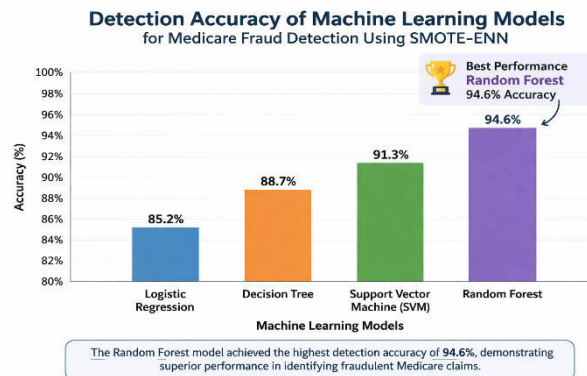 Detection Accuracy of Machine Learning Models
for Medicare Fraud Detection Using SMOTE-ENN
Best Performance
Random Forest
94.6% Accuracy
Accuracy (%)
100%
98%
96%
94%
92%
90%
88%
86%
84%
82%
80%
85.2%
88.7%
91.3%
94.6%
Logistic
Regression
Decision Tree
Support Vector
Machine (SVM)
Random Forest
Machine Learning Models
The Random Forest model achieved the highest detection accuracy of 94.6%, demonstrating
superior performance in identifying fraudulent Medicare claims.